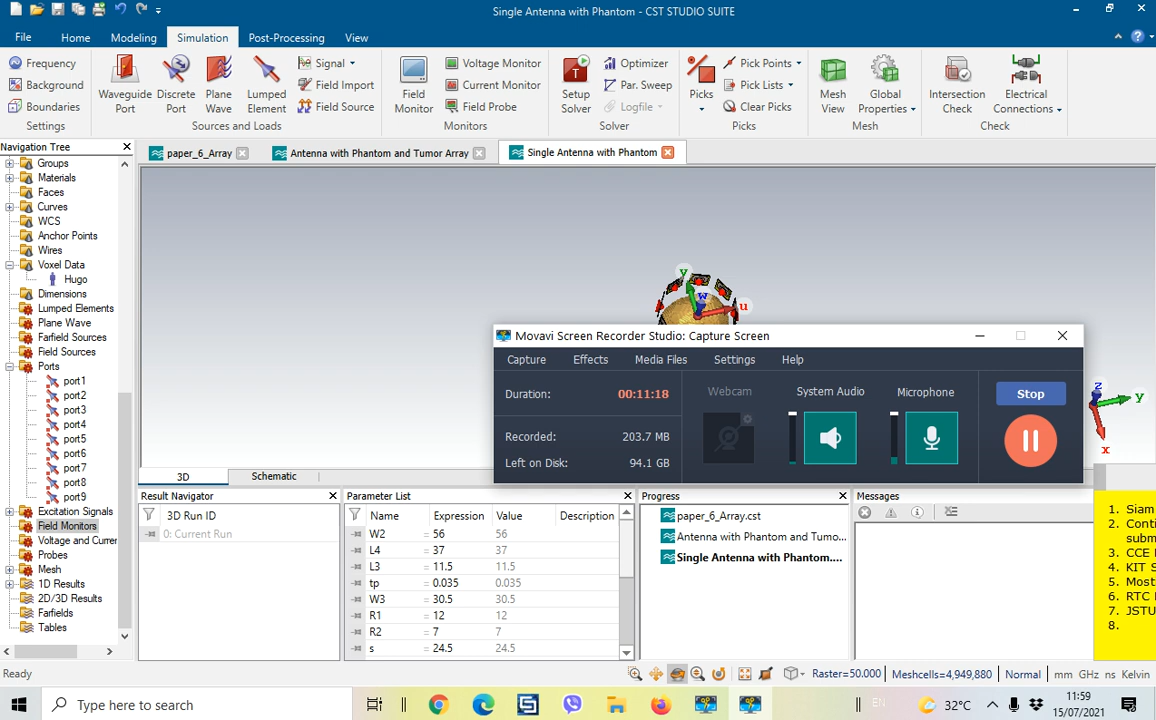 Single Antenna with Phantom - CST STUDIO SUITE
File Home Modeling Simulation Post-Processing View
Frequency
Background
Boundaries
Settings
Waveguide Port
Discrete Port
Plane Wave
Lumped Element
Signal
Field Import
Field Source
Sources and Loads
Field Monitor
Voltage Monitor
Current Monitor
Field Probe
Monitors
Setup Solver
Optimizer
Par. Sweep
Logfile
Solver
Picks
Pick Points
Pick Lists
Clear Picks
Picks
Mesh View
Global Properties
Mesh
Intersection Check
Electrical Connections
Check
Navigation Tree
paper_6_Array
Antenna with Phantom and Tumor Array
Single Antenna with Phantom
Groups
Materials
Faces
Curves
WCS
Anchor Points
Wires
Voxel Data
Hugo
Dimensions
Lumped Elements
Plane Wave
Farfield Sources
Field Sources
Ports
port1
port2
port3
port4
port5
port6
port7
port8
port9
Excitation Signals
Field Monitors
Voltage and Curren
Probes
Mesh
1D Results
2D/3D Results
Farfields
Tables
y
w
u
z
y
x
Movavi Screen Recorder Studio: Capture Screen
Capture Effects Media Files Settings Help
Duration: 00:11:18
Recorded: 203.7 MB
Left on Disk: 94.1 GB
Webcam
System Audio
Microphone
Stop
3D Schematic
Result Navigator
3D Run ID
0: Current Run
Parameter List
Name Expression Value Description
W2 = 56 56
L4 = 37 37
L3 = 11.5 11.5
tp = 0.035 0.035
W3 = 30.5 30.5
R1 = 12 12
R2 = 7 7
s = 24.5 24.5
Progress
paper_6_Array.cst
Antenna with Phantom and Tumo...
Single Antenna with Phantom....
Messages
1. Siam
2. Conti
subm
3. CCE
4. KIT S
5. Most
6. RTC
7. JSTU
8.
Ready
Raster=50.000 Meshcells=4,949,880 Normal mm GHz ns Kelvin
Type here to search
EN
32°C
11:59
15/07/2021